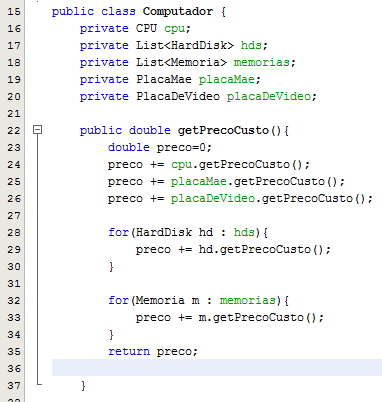 15 public class Computador {
16     private CPU cpu;
17     private List<HardDisk> hds;
18     private List<Memoria> memorias;
19     private PlacaMae placaMae;
20     private PlacaDeVideo placaDeVideo;
21
22     public double getPrecoCusto(){
23         double preco=0;
24         preco += cpu.getPrecoCusto();
25         preco += placaMae.getPrecoCusto();
26         preco += placaDeVideo.getPrecoCusto();
27
28         for(HardDisk hd : hds){
29             preco += hd.getPrecoCusto();
30         }
31
32         for(Memoria m : memorias){
33             preco += m.getPrecoCusto();
34         }
35         return preco;
36
37     }